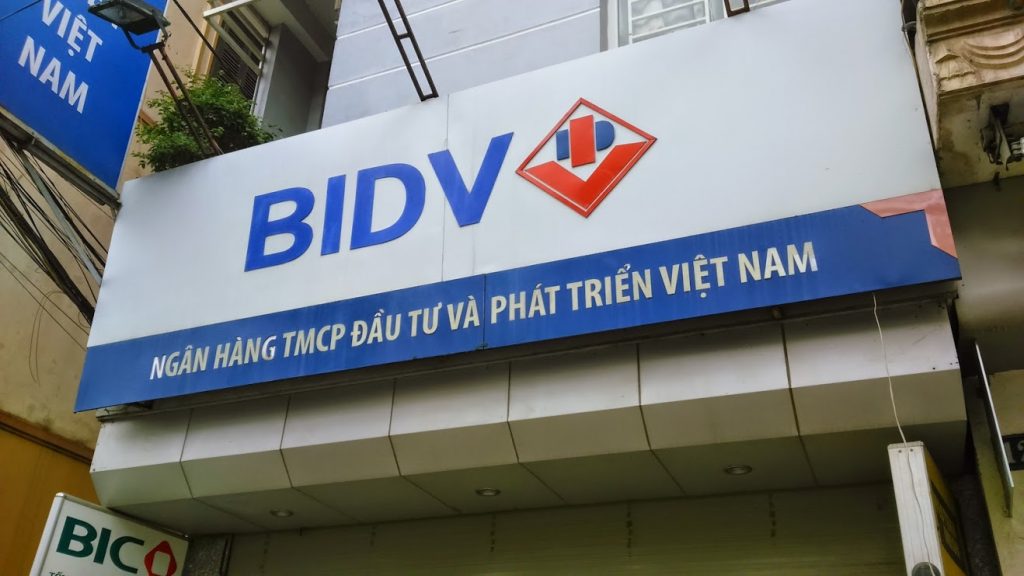 VIỆT
NAM
BIDV
NGÂN HÀNG TMCP ĐẦU TƯ VÀ PHÁT TRIỂN VIỆT NAM
BIC